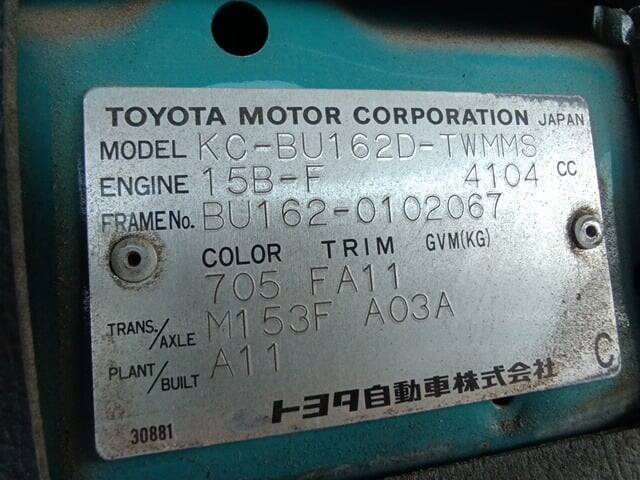 TOYOTA MOTOR CORPORATION JAPAN
MODEL KC-BU162D-TWMMS
ENGINE 15B-F 4104 CC
FRAME No. BU162-0102067
COLOR TRIM GVM(KG)
705 FA11
TRANS./AXLE M153F A03A
PLANT/BUILT A11
C
トヨタ自動車株式会社
30881